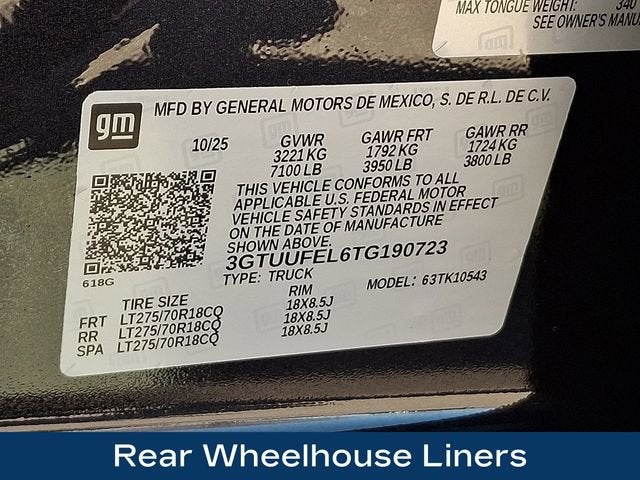 MAX TONGUE WEIGHT: 340
SEE OWNER'S MANU
gm
MFD BY GENERAL MOTORS DE MEXICO, S. DE R.L. DE C.V.
10/25 GVWR GAWR FRT GAWR RR
3221 KG 1792 KG 1724 KG
7100 LB 3950 LB 3800 LB
THIS VEHICLE CONFORMS TO ALL
APPLICABLE U.S. FEDERAL MOTOR
VEHICLE SAFETY STANDARDS IN EFFECT
ON THE DATE OF MANUFACTURE
SHOWN ABOVE.
3GTUUFEL6TG190723
618G
TYPE: TRUCK MODEL: 63TK10543
TIRE SIZE RIM
FRT LT275/70R18CQ 18X8.5J
RR LT275/70R18CQ 18X8.5J
SPA LT275/70R18CQ 18X8.5J
Rear Wheelhouse Liners